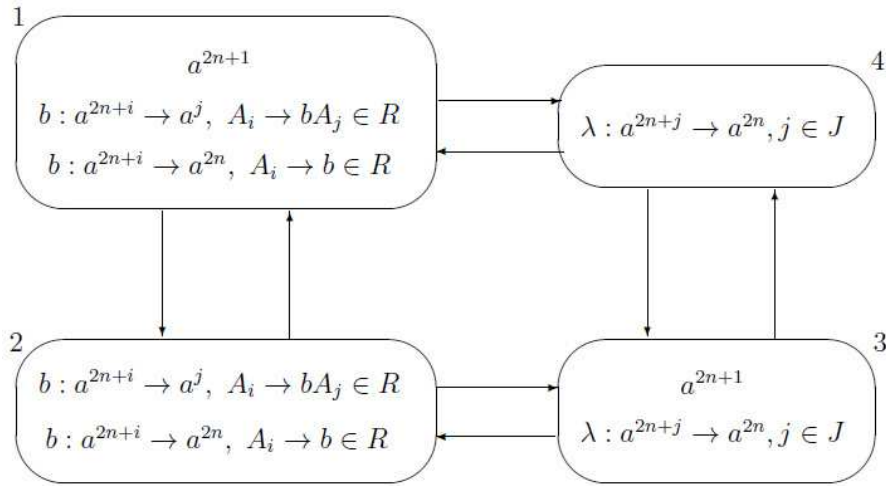 1
a^{2n+1}
b : a^{2n+i} → a^j, A_i → bA_j ∈ R
b : a^{2n+i} → a^{2n}, A_i → b ∈ R
4
λ : a^{2n+j} → a^{2n}, j ∈ J
2
b : a^{2n+i} → a^j, A_i → bA_j ∈ R
b : a^{2n+i} → a^{2n}, A_i → b ∈ R
3
a^{2n+1}
λ : a^{2n+j} → a^{2n}, j ∈ J